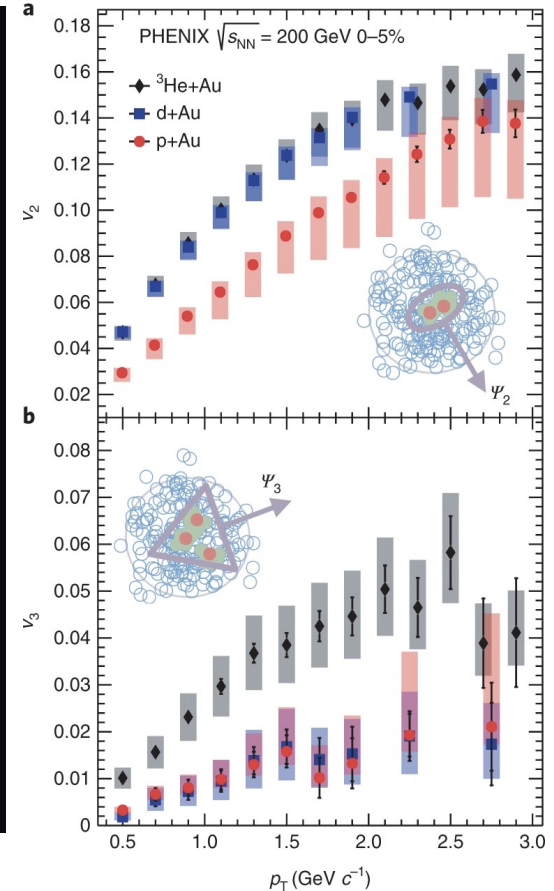 a
PHENIX √sNN = 200 GeV 0–5%
³He+Au
d+Au
p+Au
0.18
0.16
0.14
0.12
0.10
0.08
0.06
0.04
0.02
v₂
Ψ₂
b
0.08
0.07
0.06
0.05
0.04
0.03
0.02
0.01
0
v₃
Ψ₃
0.5 1.0 1.5 2.0 2.5 3.0
pT (GeV c⁻¹)